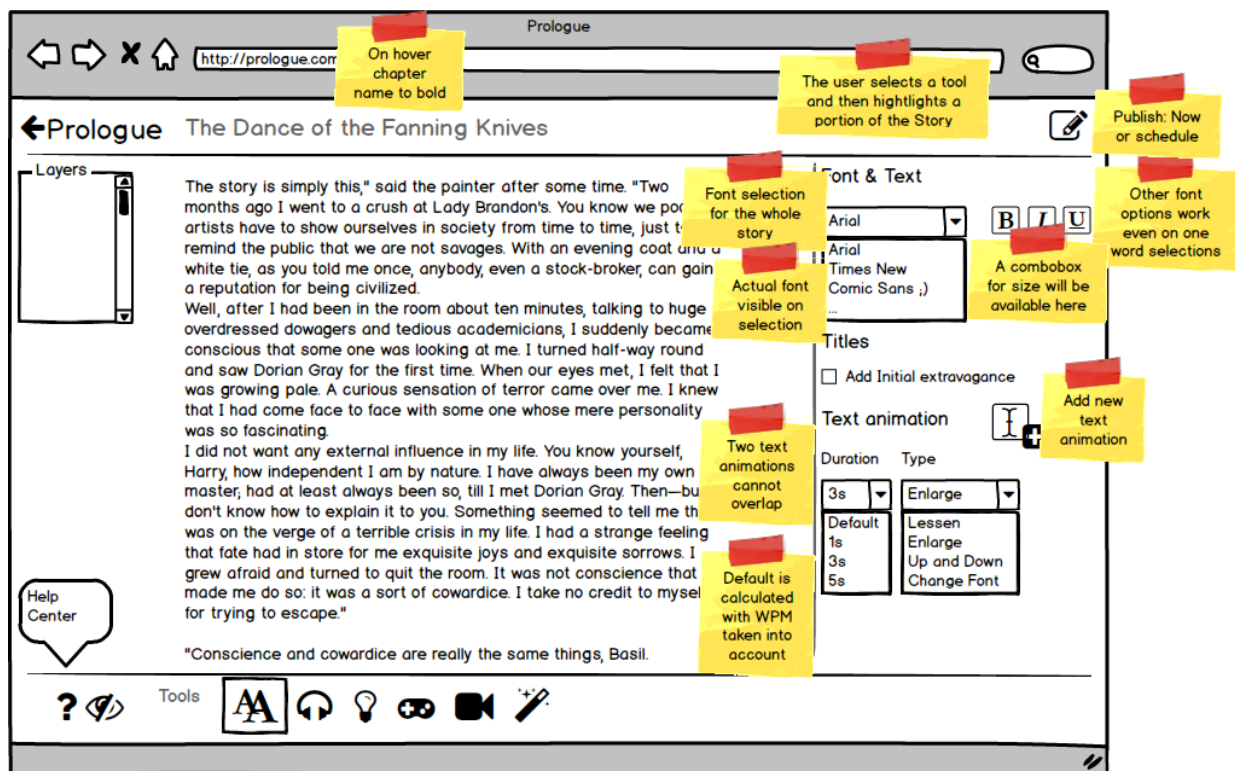 Prologue
http://prologue.com
On hover
chapter
name to bold
The user selects a tool
and then hightlights a
portion of the Story
Publish: Now
or schedule
Prologue
The Dance of the Fanning Knives
Layers
The story is simply this," said the painter after some time. "Two
months ago I went to a crush at Lady Brandon's. You know we
artists have to show ourselves in society from time to time, just
remind the public that we are not savages. With an evening coat and a
white tie, as you told me once, anybody, even a stock-broker, can gain
a reputation for being civilized.
Well, after I had been in the room about ten minutes, talking to huge
overdressed dowagers and tedious academicians, I suddenly became
conscious that some one was looking at me. I turned half-way round
and saw Dorian Gray for the first time. When our eyes met, I felt that I
was growing pale. A curious sensation of terror came over me. I knew
that I had come face to face with some one whose mere personality
was so fascinating.
I did not want any external influence in my life. You know yourself,
Harry, how independent I am by nature. I have always been my own
master; had at least always been so, till I met Dorian Gray. Then—but
don't know how to explain it to you. Something seemed to tell me
was on the verge of a terrible crisis in my life. I had a strange feeling
that fate had in store for me exquisite joys and exquisite sorrows. I
grew afraid and turned to quit the room. It was not conscience that
made me do so: it was a sort of cowardice. I take no credit to myself
for trying to escape."
"Conscience and cowardice are really the same things, Basil.
Font selection
for the whole
story
Actual font
visible on
selection
Two text
animations
cannot
overlap
Default is
calculated
with WPM
taken into
account
Font & Text
Arial
B I U
Arial
Times New
Comic Sans ;)
...
Other font
options work
even on one
word selections
A combobox
for size will be
available here
Titles
Add Initial extravagance
Text animation
Add new
text
animation
Duration Type
3s Enlarge
Default
1s
3s
5s
Lessen
Enlarge
Up and Down
Change Font
Help
Center
?
Tools
AA